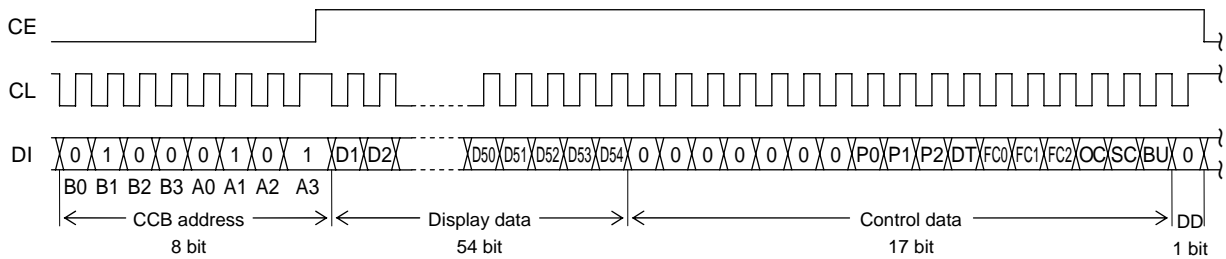 CE
CL
DI 0 1 0 0 0 1 0 1 D1 D2 D50 D51 D52 D53 D54 0 0 0 0 0 0 0 P0 P1 P2 DT FC0 FC1 FC2 OC SC BU 0
B0 B1 B2 B3 A0 A1 A2 A3
CCB address Display data Control data DD
8 bit 54 bit 17 bit 1 bit